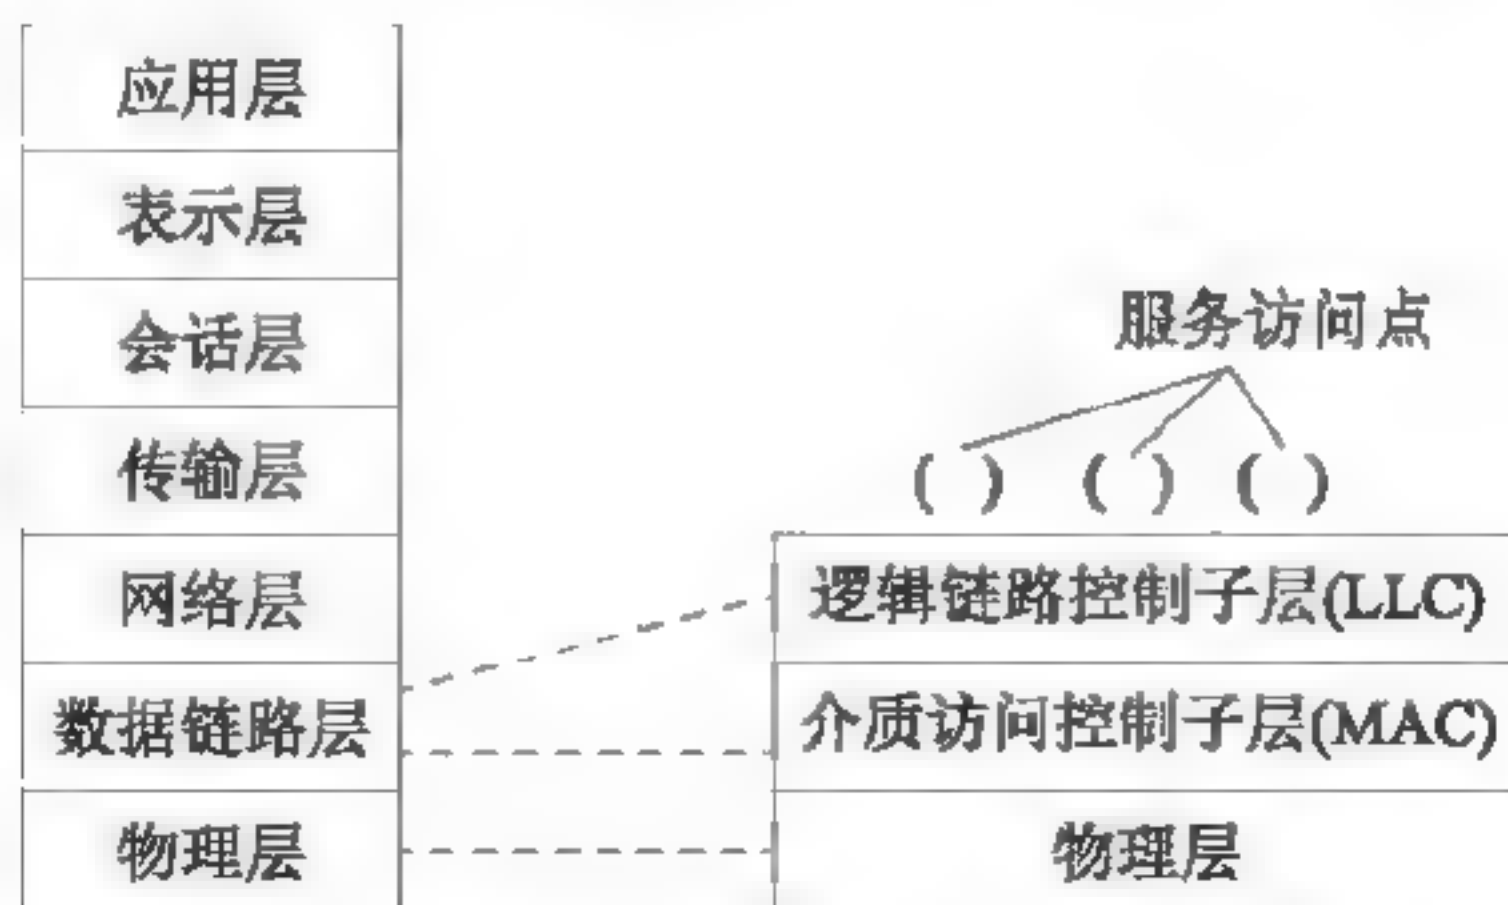 应用层
表示层
会话层
传输层
网络层
数据链路层
物理层
服务访问点
( ) ( ) ( )
逻辑链路控制子层(LLC)
介质访问控制子层(MAC)
物理层